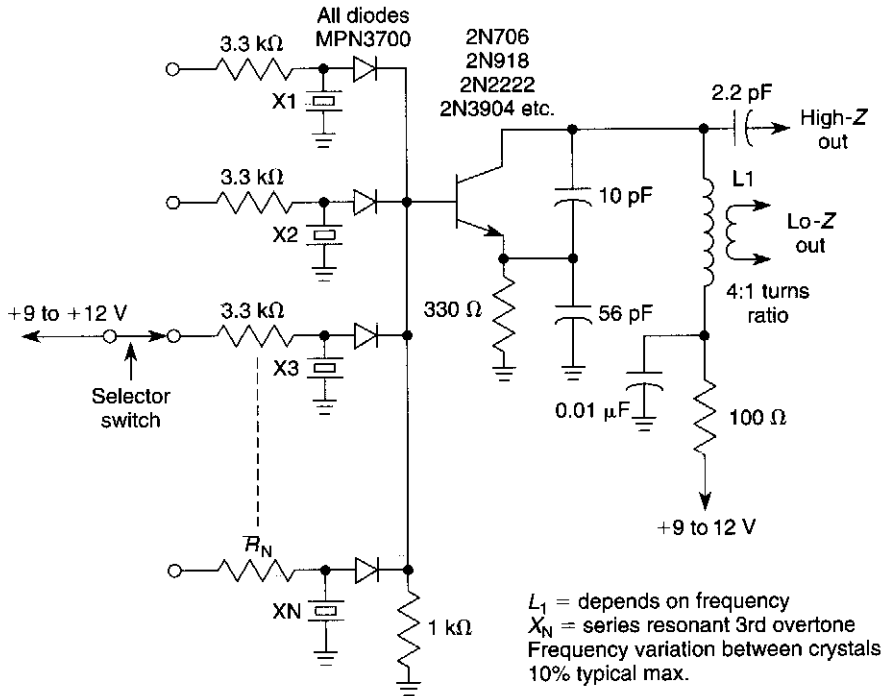 All diodes
MPN3700
3.3 kΩ
X1
2N706
2N918
2N2222
2N3904 etc.
2.2 pF
High-Z
out
3.3 kΩ
X2
10 pF
L1
Lo-Z
out
4:1 turns
ratio
+9 to +12 V
3.3 kΩ
X3
Selector
switch
330 Ω
56 pF
0.01 μF
100 Ω
+9 to 12 V
RN
XN
1 kΩ
L1 = depends on frequency
XN = series resonant 3rd overtone
Frequency variation between crystals
10% typical max.